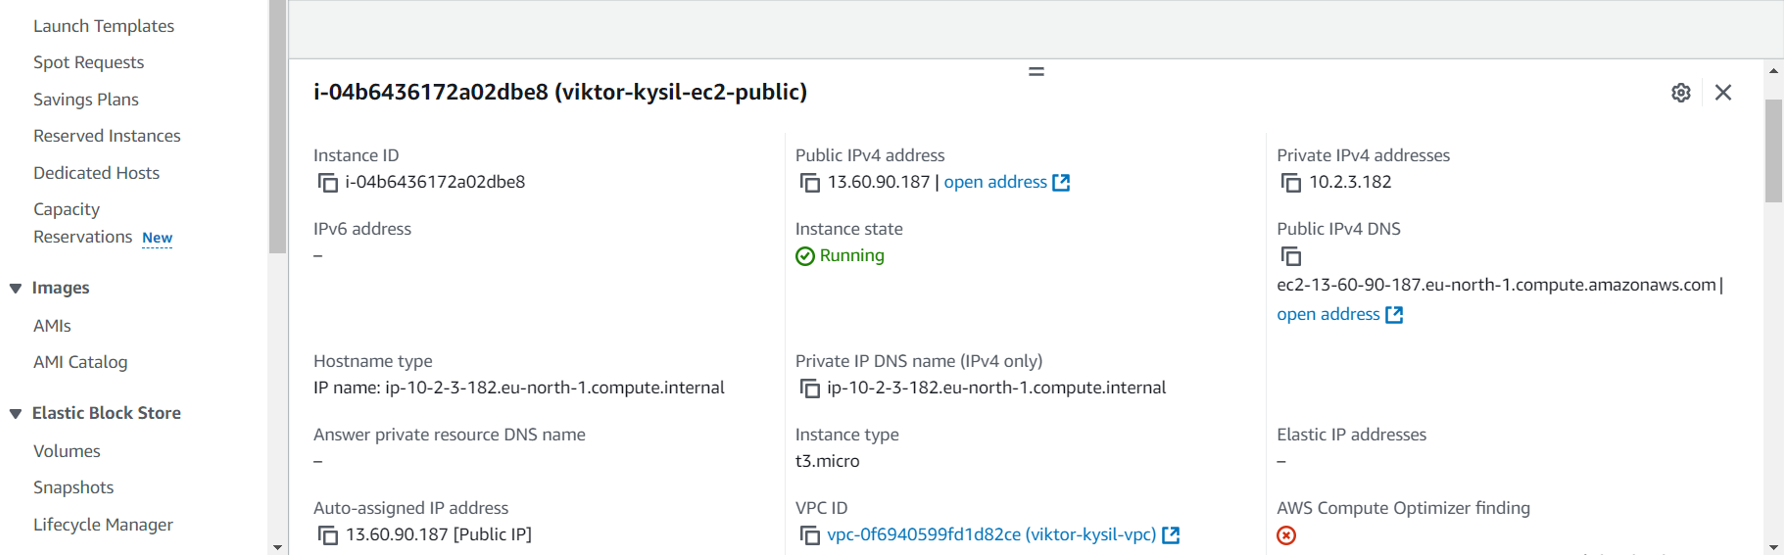 Launch Templates
Spot Requests
Savings Plans
Reserved Instances
Dedicated Hosts
Capacity
Reservations New
Images
AMIs
AMI Catalog
Elastic Block Store
Volumes
Snapshots
Lifecycle Manager
i-04b6436172a02dbe8 (viktor-kysil-ec2-public)
Instance ID
i-04b6436172a02dbe8
Public IPv4 address
13.60.90.187 | open address
Private IPv4 addresses
10.2.3.182
IPv6 address
–
Instance state
Running
Public IPv4 DNS
ec2-13-60-90-187.eu-north-1.compute.amazonaws.com |
open address
Hostname type
IP name: ip-10-2-3-182.eu-north-1.compute.internal
Private IP DNS name (IPv4 only)
ip-10-2-3-182.eu-north-1.compute.internal
Answer private resource DNS name
–
Instance type
t3.micro
Elastic IP addresses
–
Auto-assigned IP address
13.60.90.187 [Public IP]
VPC ID
vpc-0f6940599fd1d82ce (viktor-kysil-vpc)
AWS Compute Optimizer finding